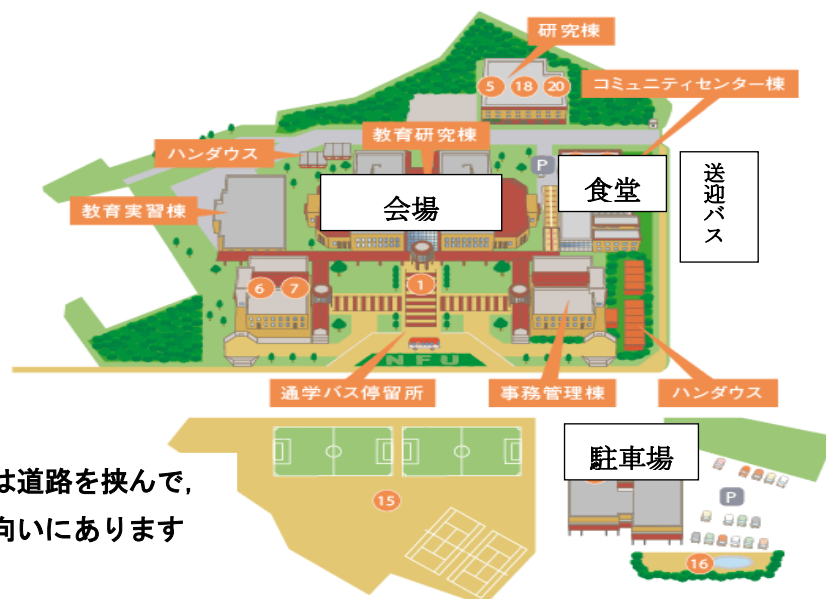 研究棟
5 18 20
コミュニティセンター棟
教育研究棟
ハンダウス
P
食堂
送迎バス
会場
教育実習棟
6 7
1
NFU
通学バス停留所
事務管理棟
ハンダウス
駐車場
は道路を挟んで,
向いにあります
15
P
16